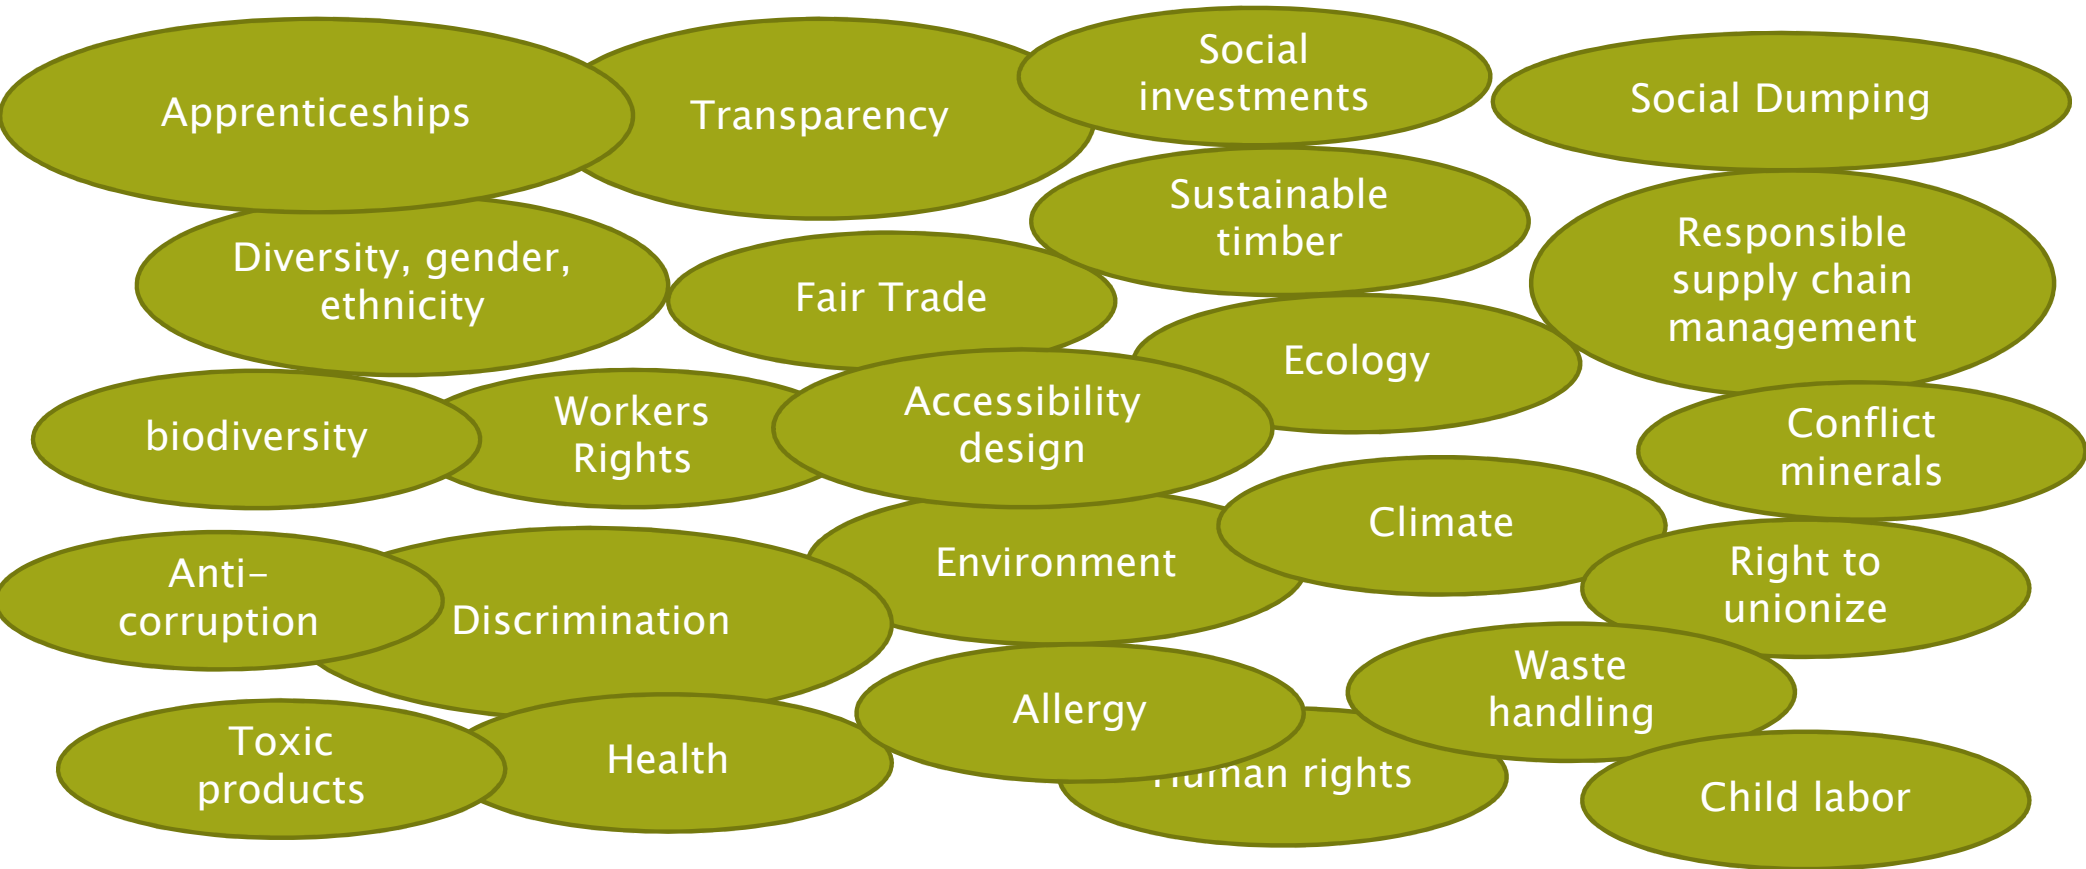 Apprenticeships
Transparency
Social
investments
Social Dumping
Diversity, gender,
ethnicity
Fair Trade
Sustainable
timber
Responsible
supply chain
management
Ecology
biodiversity
Workers
Rights
Accessibility
design
Conflict
minerals
Anti-
corruption
Discrimination
Environment
Climate
Right to
unionize
Toxic
products
Health
Allergy
Human rights
Waste
handling
Child labor